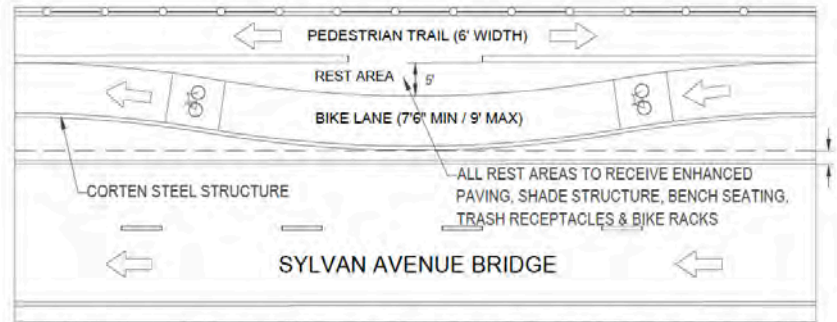 PEDESTRIAN TRAIL (6' WIDTH)
REST AREA
5'
BIKE LANE (7'6" MIN / 9' MAX)
CORTEN STEEL STRUCTURE
ALL REST AREAS TO RECEIVE ENHANCED
PAVING, SHADE STRUCTURE, BENCH SEATING,
TRASH RECEPTACLES & BIKE RACKS
SYLVAN AVENUE BRIDGE